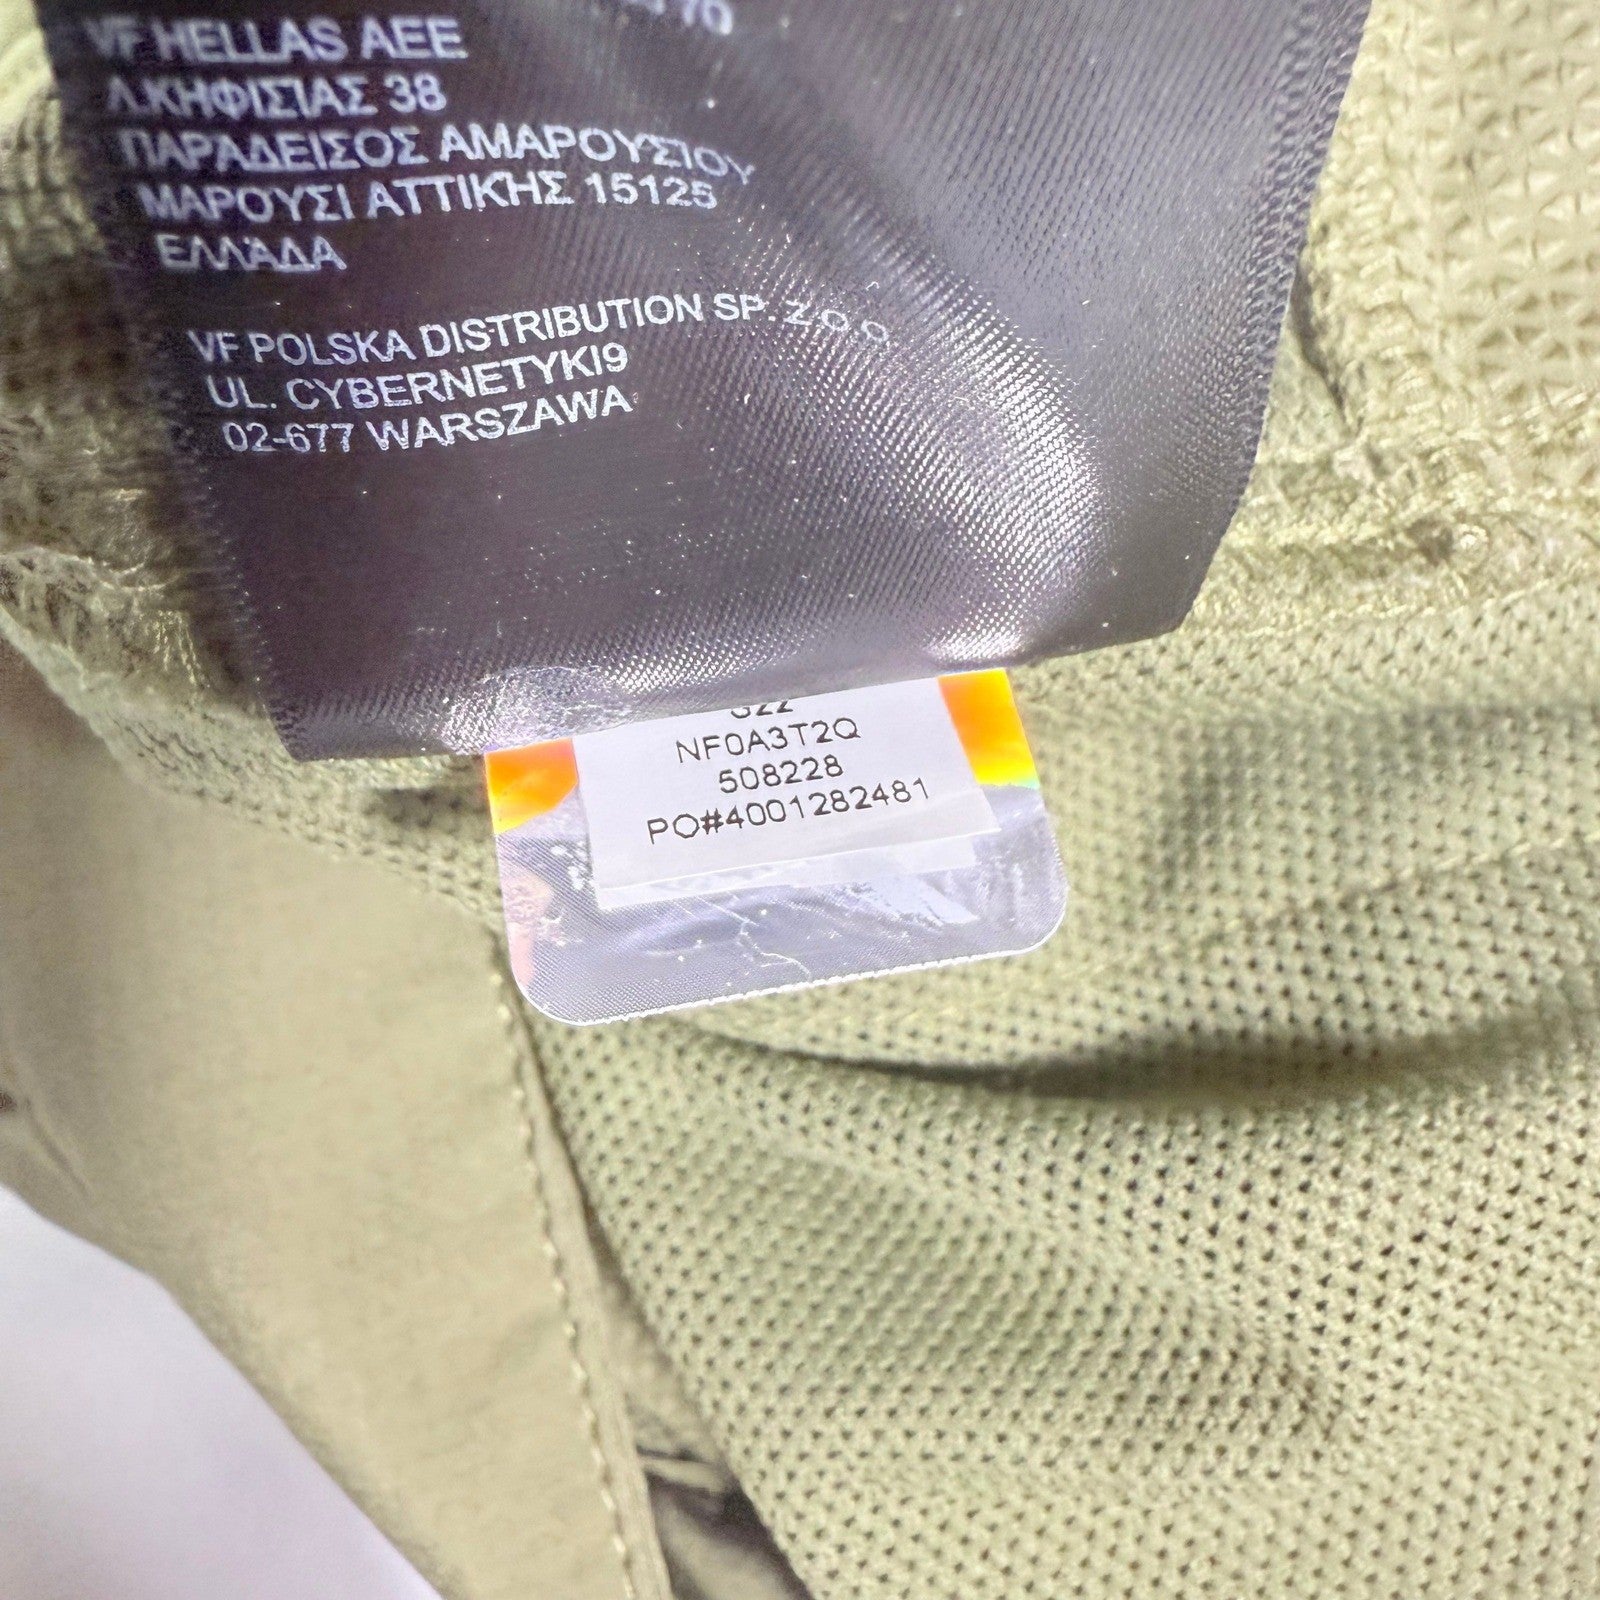 VF HELLAS AEE
Λ.ΚΗΦΙΣΙΑΣ 38
ΠΑΡΑΔΕΙΣΟΣ ΑΜΑΡΟΥΣΙΟΥ
ΜΑΡΟΥΣΙ ΑΤΤΙΚΗΣ 15125
ΕΛΛΑΔΑ
VF POLSKA DISTRIBUTION SP. Z O.O
UL. CYBERNETYKI9
02-677 WARSZAWA
S22
NF0A3T2Q
508228
PO#4001282481